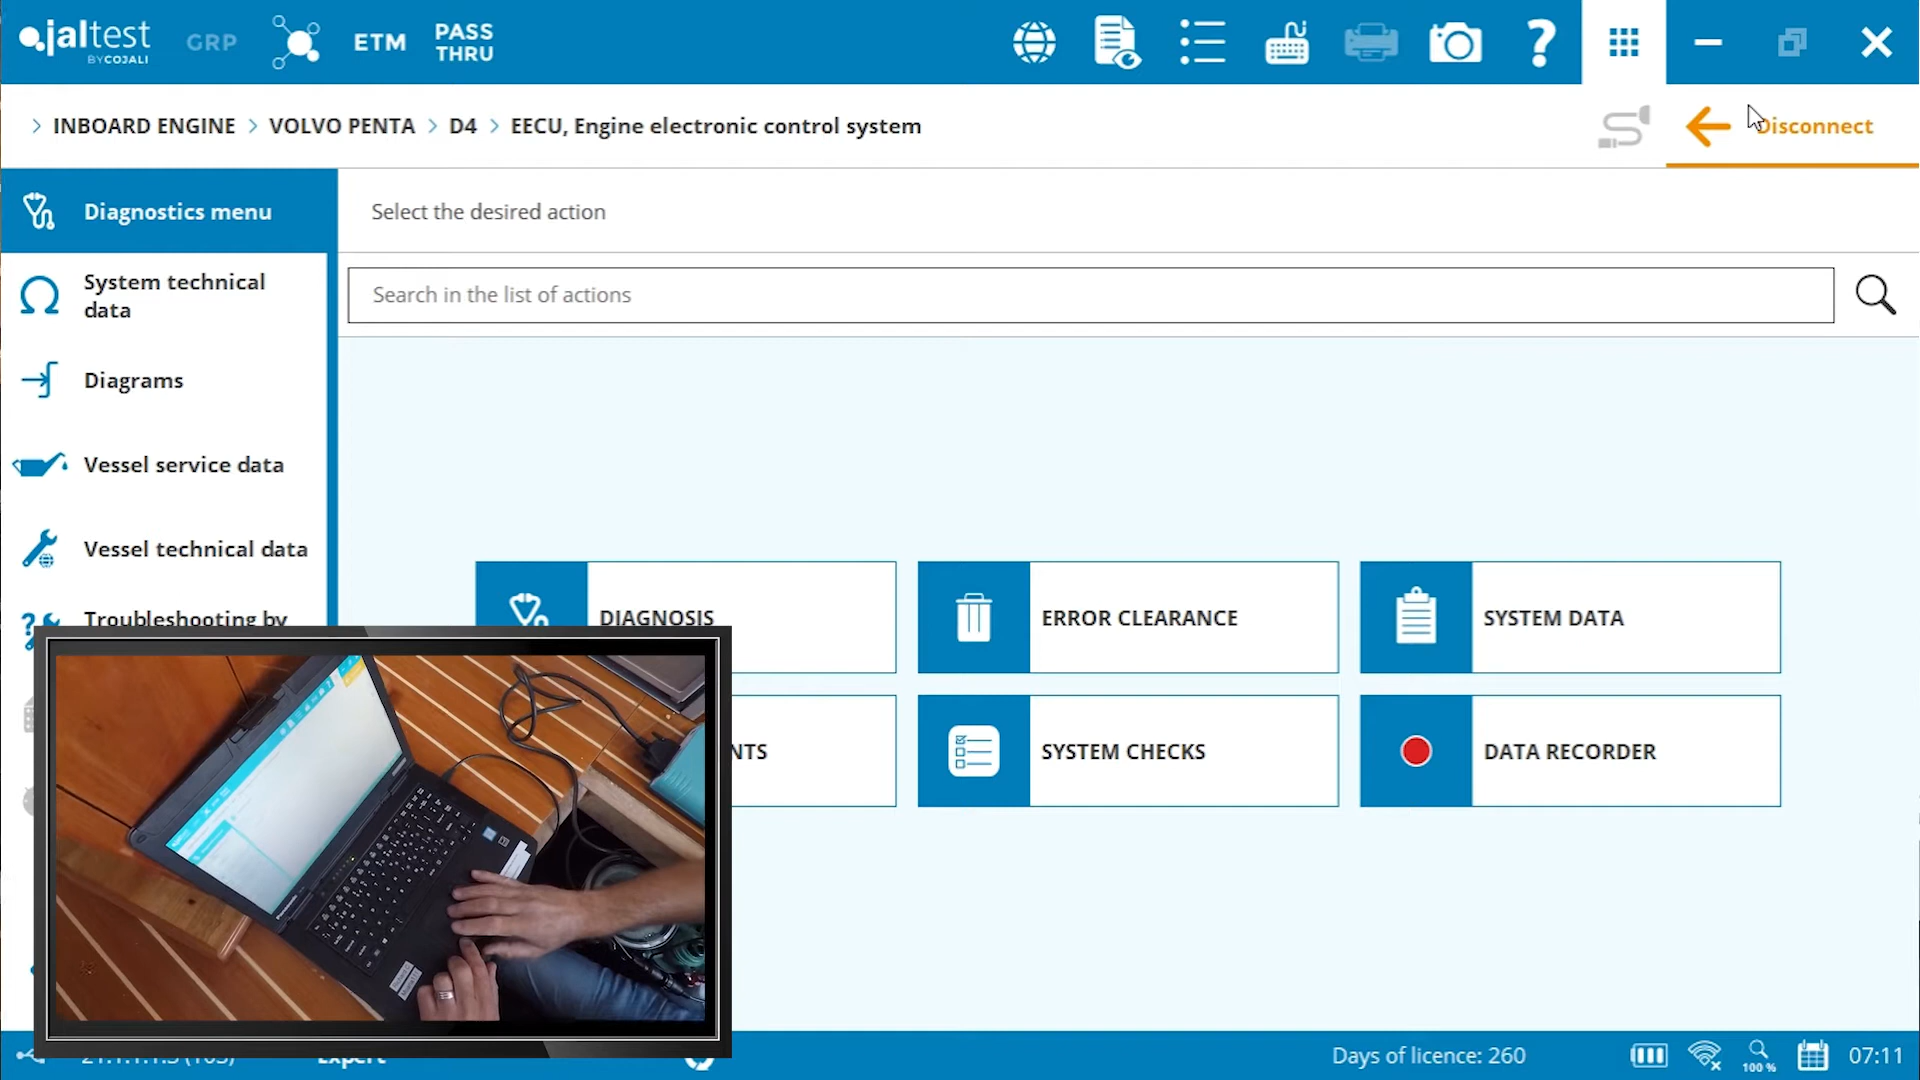 jaltest
BY COJALI
GRP
ETM
PASS
THRU
INBOARD ENGINE
VOLVO PENTA
D4
EECU, Engine electronic control system
Disconnect
Diagnostics menu
Select the desired action
System technical
data
Search in the list of actions
Diagrams
Vessel service data
Vessel technical data
Troubleshooting by
DIAGNOSIS
ERROR CLEARANCE
SYSTEM DATA
NTS
SYSTEM CHECKS
DATA RECORDER
Expert
Days of licence: 260
100 %
07:11